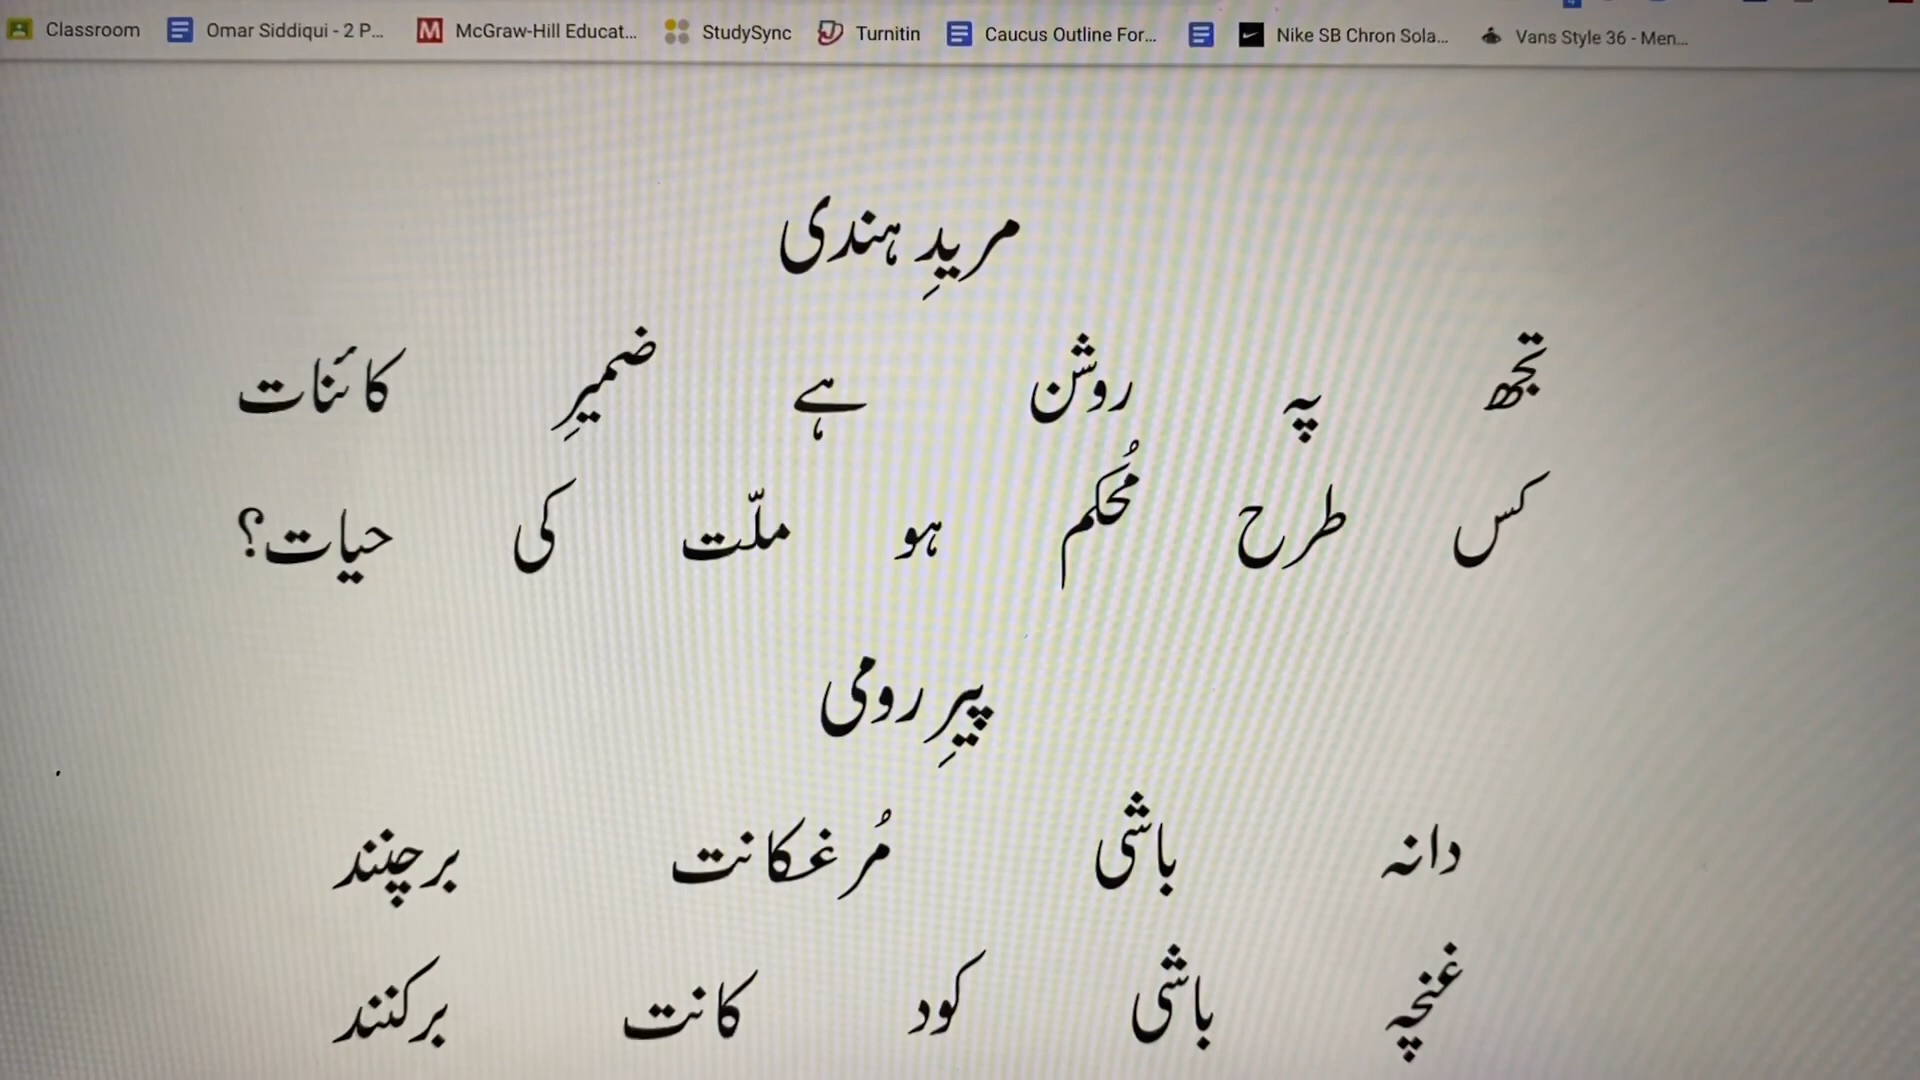 Classroom Omar Siddiqui - 2 P... McGraw-Hill Educat... StudySync Turnitin Caucus Outline For... Nike SB Chron Sola... Vans Style 36 - Men...
مریدِ ہندی
تجھ پہ روشن ہے ضمیرِ کائنات
کس طرح مُحکم ہو ملّت کی حیات؟
پیرِ رومی
دانہ باشی مُرغکانت برچنند
غنچہ باشی کود کانت برکنند